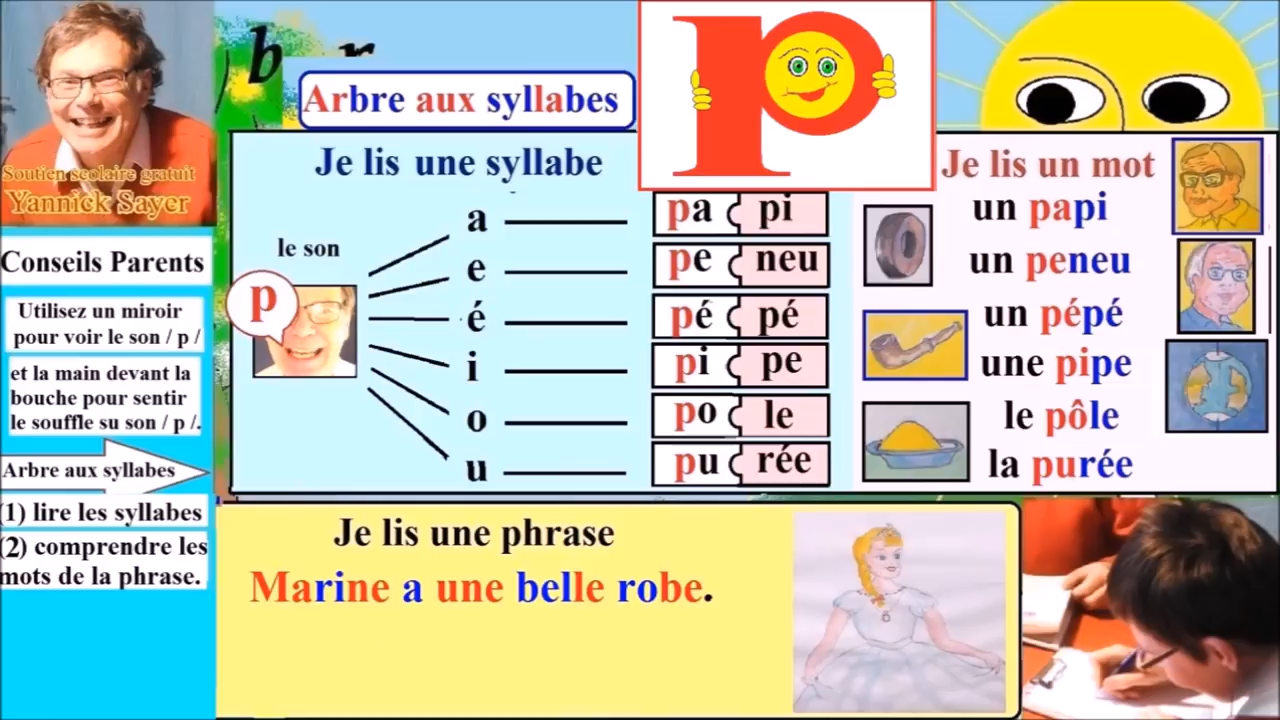 Soutien scolaire gratuit
Yannick Sayer
Conseils Parents
Utilisez un miroir
pour voir le son / p /
et la main devant la
bouche pour sentir
le souffle su son / p /.
Arbre aux syllabes
(1) lire les syllabes
(2) comprendre les
mots de la phrase.
b r
Arbre aux syllabes
p
Je lis une syllabe
le son
p
a
e
é
i
o
u
pa pi
pe neu
pé pé
pi pe
po le
pu rée
Je lis un mot
un papi
un peneu
un pépé
une pipe
le pôle
la purée
Je lis une phrase
Marine a une belle robe.